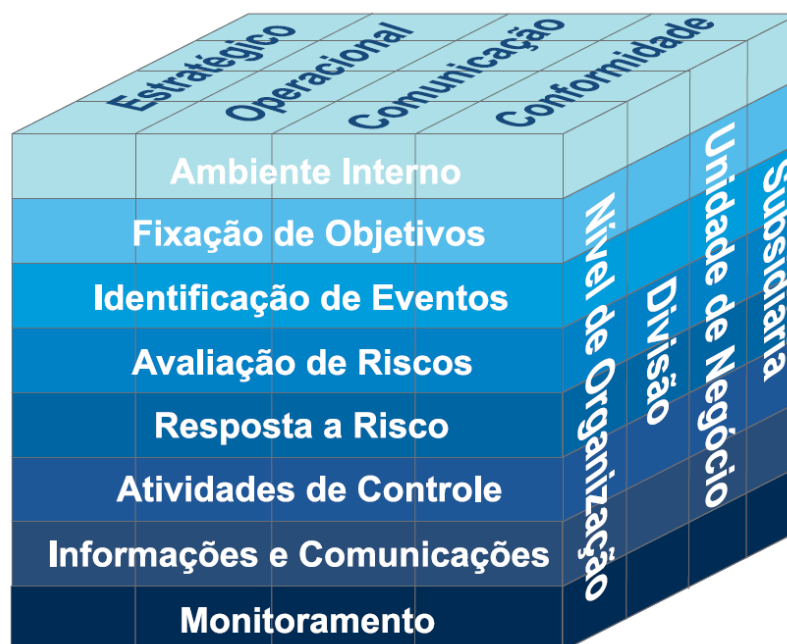 Estratégico
Operacional
Comunicação
Conformidade
Ambiente Interno
Fixação de Objetivos
Identificação de Eventos
Avaliação de Riscos
Resposta a Risco
Atividades de Controle
Informações e Comunicações
Monitoramento
Nível de Organização
Divisão
Unidade de Negócio
Subsidiaria